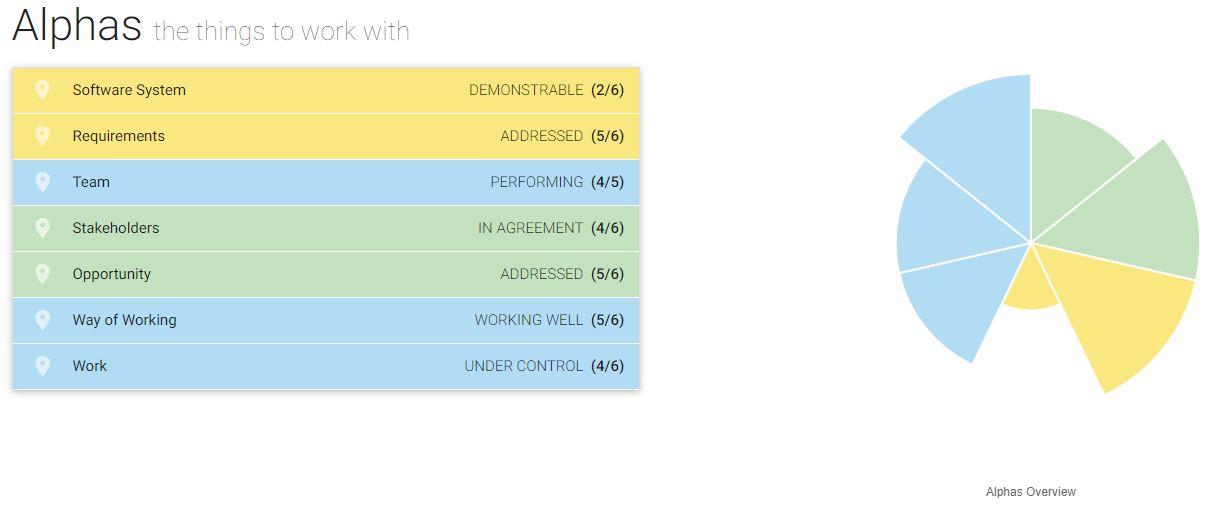 Alphas the things to work with
Software System DEMONSTRABLE (2/6)
Requirements ADDRESSED (5/6)
Team PERFORMING (4/5)
Stakeholders IN AGREEMENT (4/6)
Opportunity ADDRESSED (5/6)
Way of Working WORKING WELL (5/6)
Work UNDER CONTROL (4/6)
Alphas Overview